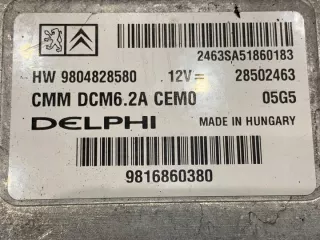 2463SA51860183
HW 9804828580 12V= 28502463
CMM DCM6.2A CEM0 05G5
DELPHI MADE IN HUNGARY
9816860380